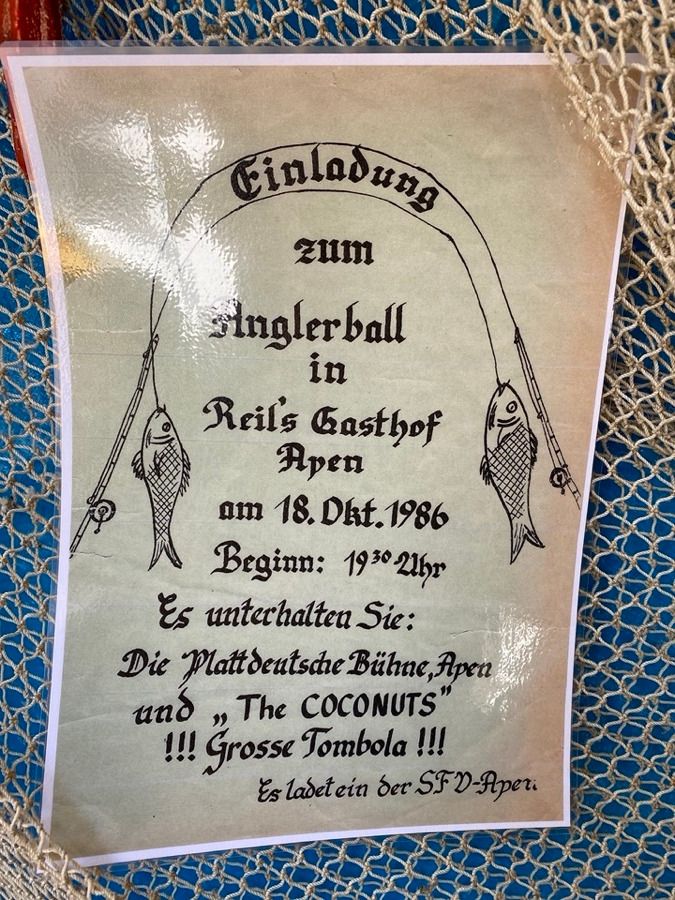 Einladung
zum
Anglerball
in
Reil's Gasthof
Apen
am 18. Okt. 1986
Beginn: 19³⁰ Uhr
Es unterhalten Sie:
Die Plattdeutsche Bühne, Apen
und „The COCONUTS"
!!! Grosse Tombola !!!
Es ladet ein der SFV-Apen.